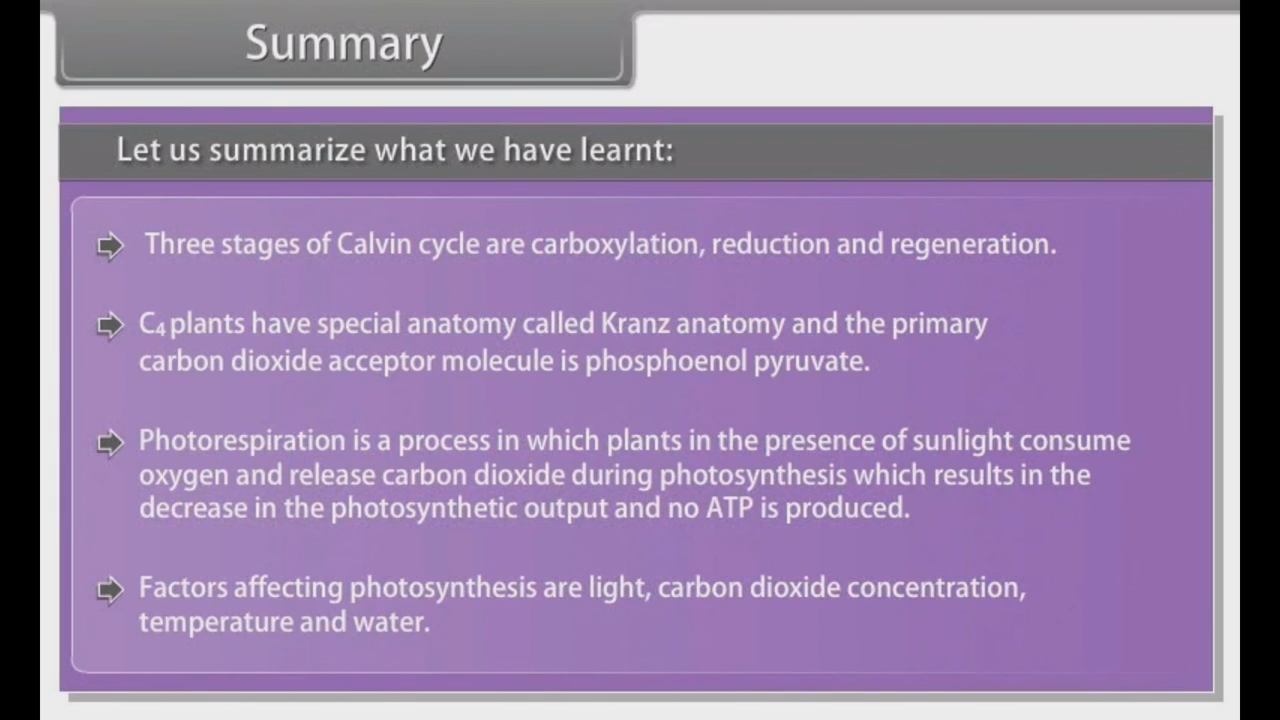 Summary
Let us summarize what we have learnt:
Three stages of Calvin cycle are carboxylation, reduction and regeneration.
C₄ plants have special anatomy called Kranz anatomy and the primary
carbon dioxide acceptor molecule is phosphoenol pyruvate.
Photorespiration is a process in which plants in the presence of sunlight consume
oxygen and release carbon dioxide during photosynthesis which results in the
decrease in the photosynthetic output and no ATP is produced.
Factors affecting photosynthesis are light, carbon dioxide concentration,
temperature and water.